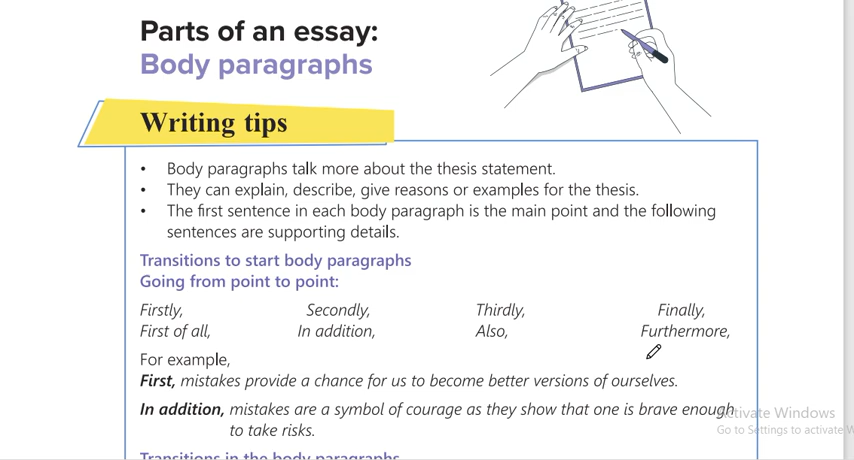 Parts of an essay:
Body paragraphs
Writing tips
• Body paragraphs talk more about the thesis statement.
• They can explain, describe, give reasons or examples for the thesis.
• The first sentence in each body paragraph is the main point and the following
sentences are supporting details.
Transitions to start body paragraphs
Going from point to point:
Firstly, Secondly, Thirdly, Finally,
First of all, In addition, Also, Furthermore,
For example,
First, mistakes provide a chance for us to become better versions of ourselves.
In addition, mistakes are a symbol of courage as they show that one is brave enough
to take risks.
Activate Windows
Go to Settings to activate W
Transitions in the body paragraphs